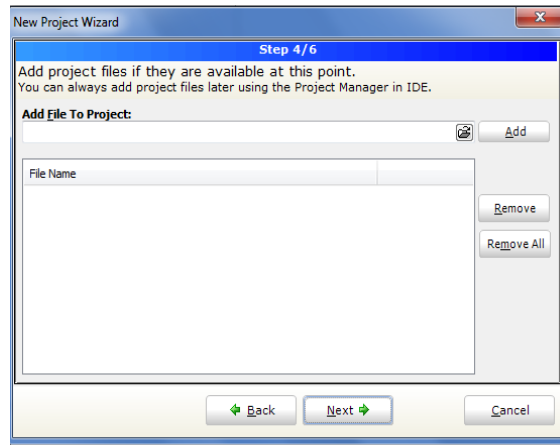 New Project Wizard
x
Step 4/6
Add project files if they are available at this point.
You can always add project files later using the Project Manager in IDE.
Add File To Project:
Add
File Name
Remove
Remove All
Back
Next
Cancel